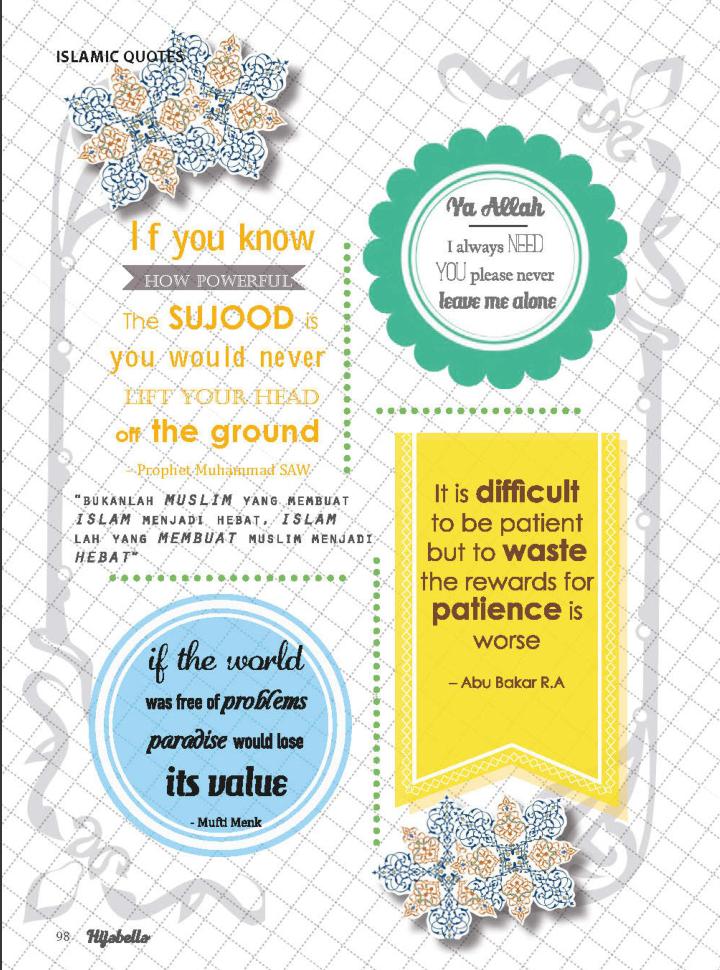 ISLAMIC QUOTES
If you know
HOW POWERFUL
The SUJOOD is
you would never
LIFT YOUR HEAD
off the ground
– Prophet Muhammad SAW
"BUKANLAH MUSLIM YANG MEMBUAT
ISLAM MENJADI HEBAT, ISLAM
LAH YANG MEMBUAT MUSLIM MENJADI
HEBAT"
Ya Allah
I always NEED
YOU please never
leave me alone
It is difficult
to be patient
but to waste
the rewards for
patience is
worse
– Abu Bakar R.A
if the world
was free of problems
paradise would lose
its value
- Mufti Menk
98 Hijabella